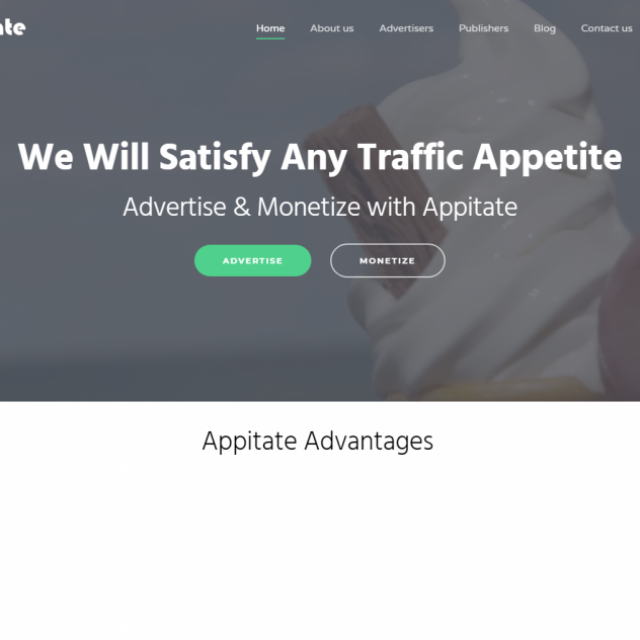 Home About us Advertisers Publishers Blog Contact us
We Will Satisfy Any Traffic Appetite
Advertise & Monetize with Appitate
ADVERTISE MONETIZE
Appitate Advantages